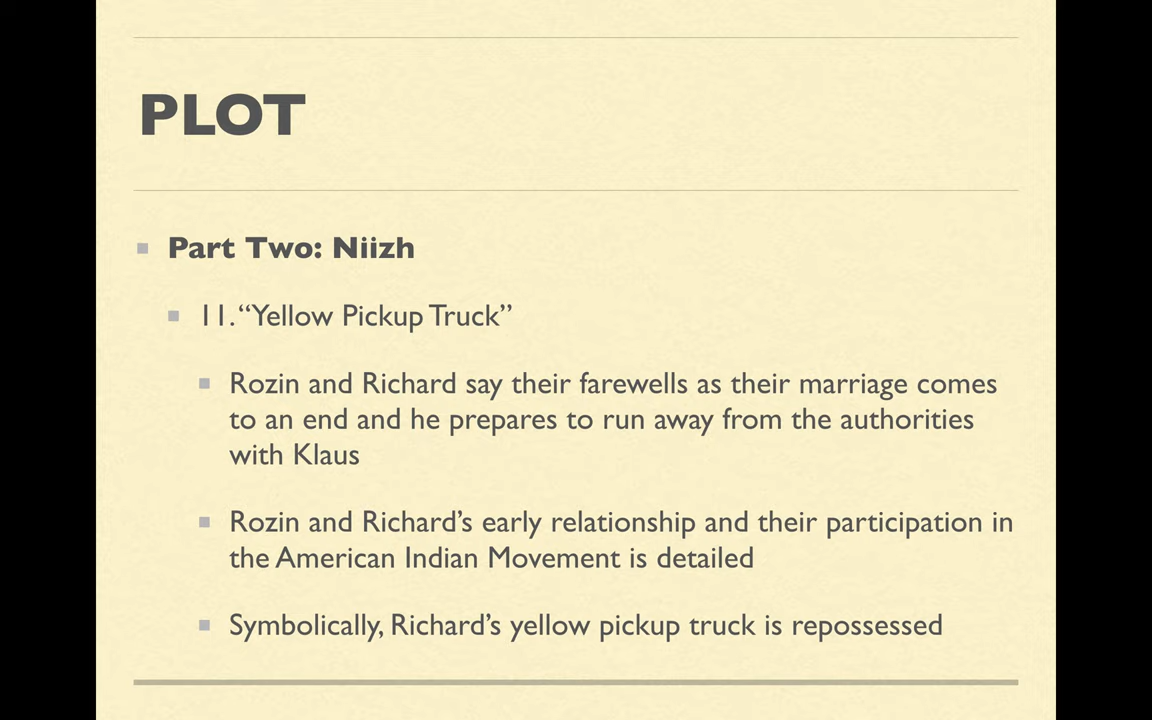 PLOT
Part Two: Niizh
11. “Yellow Pickup Truck”
Rozin and Richard say their farewells as their marriage comes
to an end and he prepares to run away from the authorities
with Klaus
Rozin and Richard’s early relationship and their participation in
the American Indian Movement is detailed
Symbolically, Richard’s yellow pickup truck is repossessed